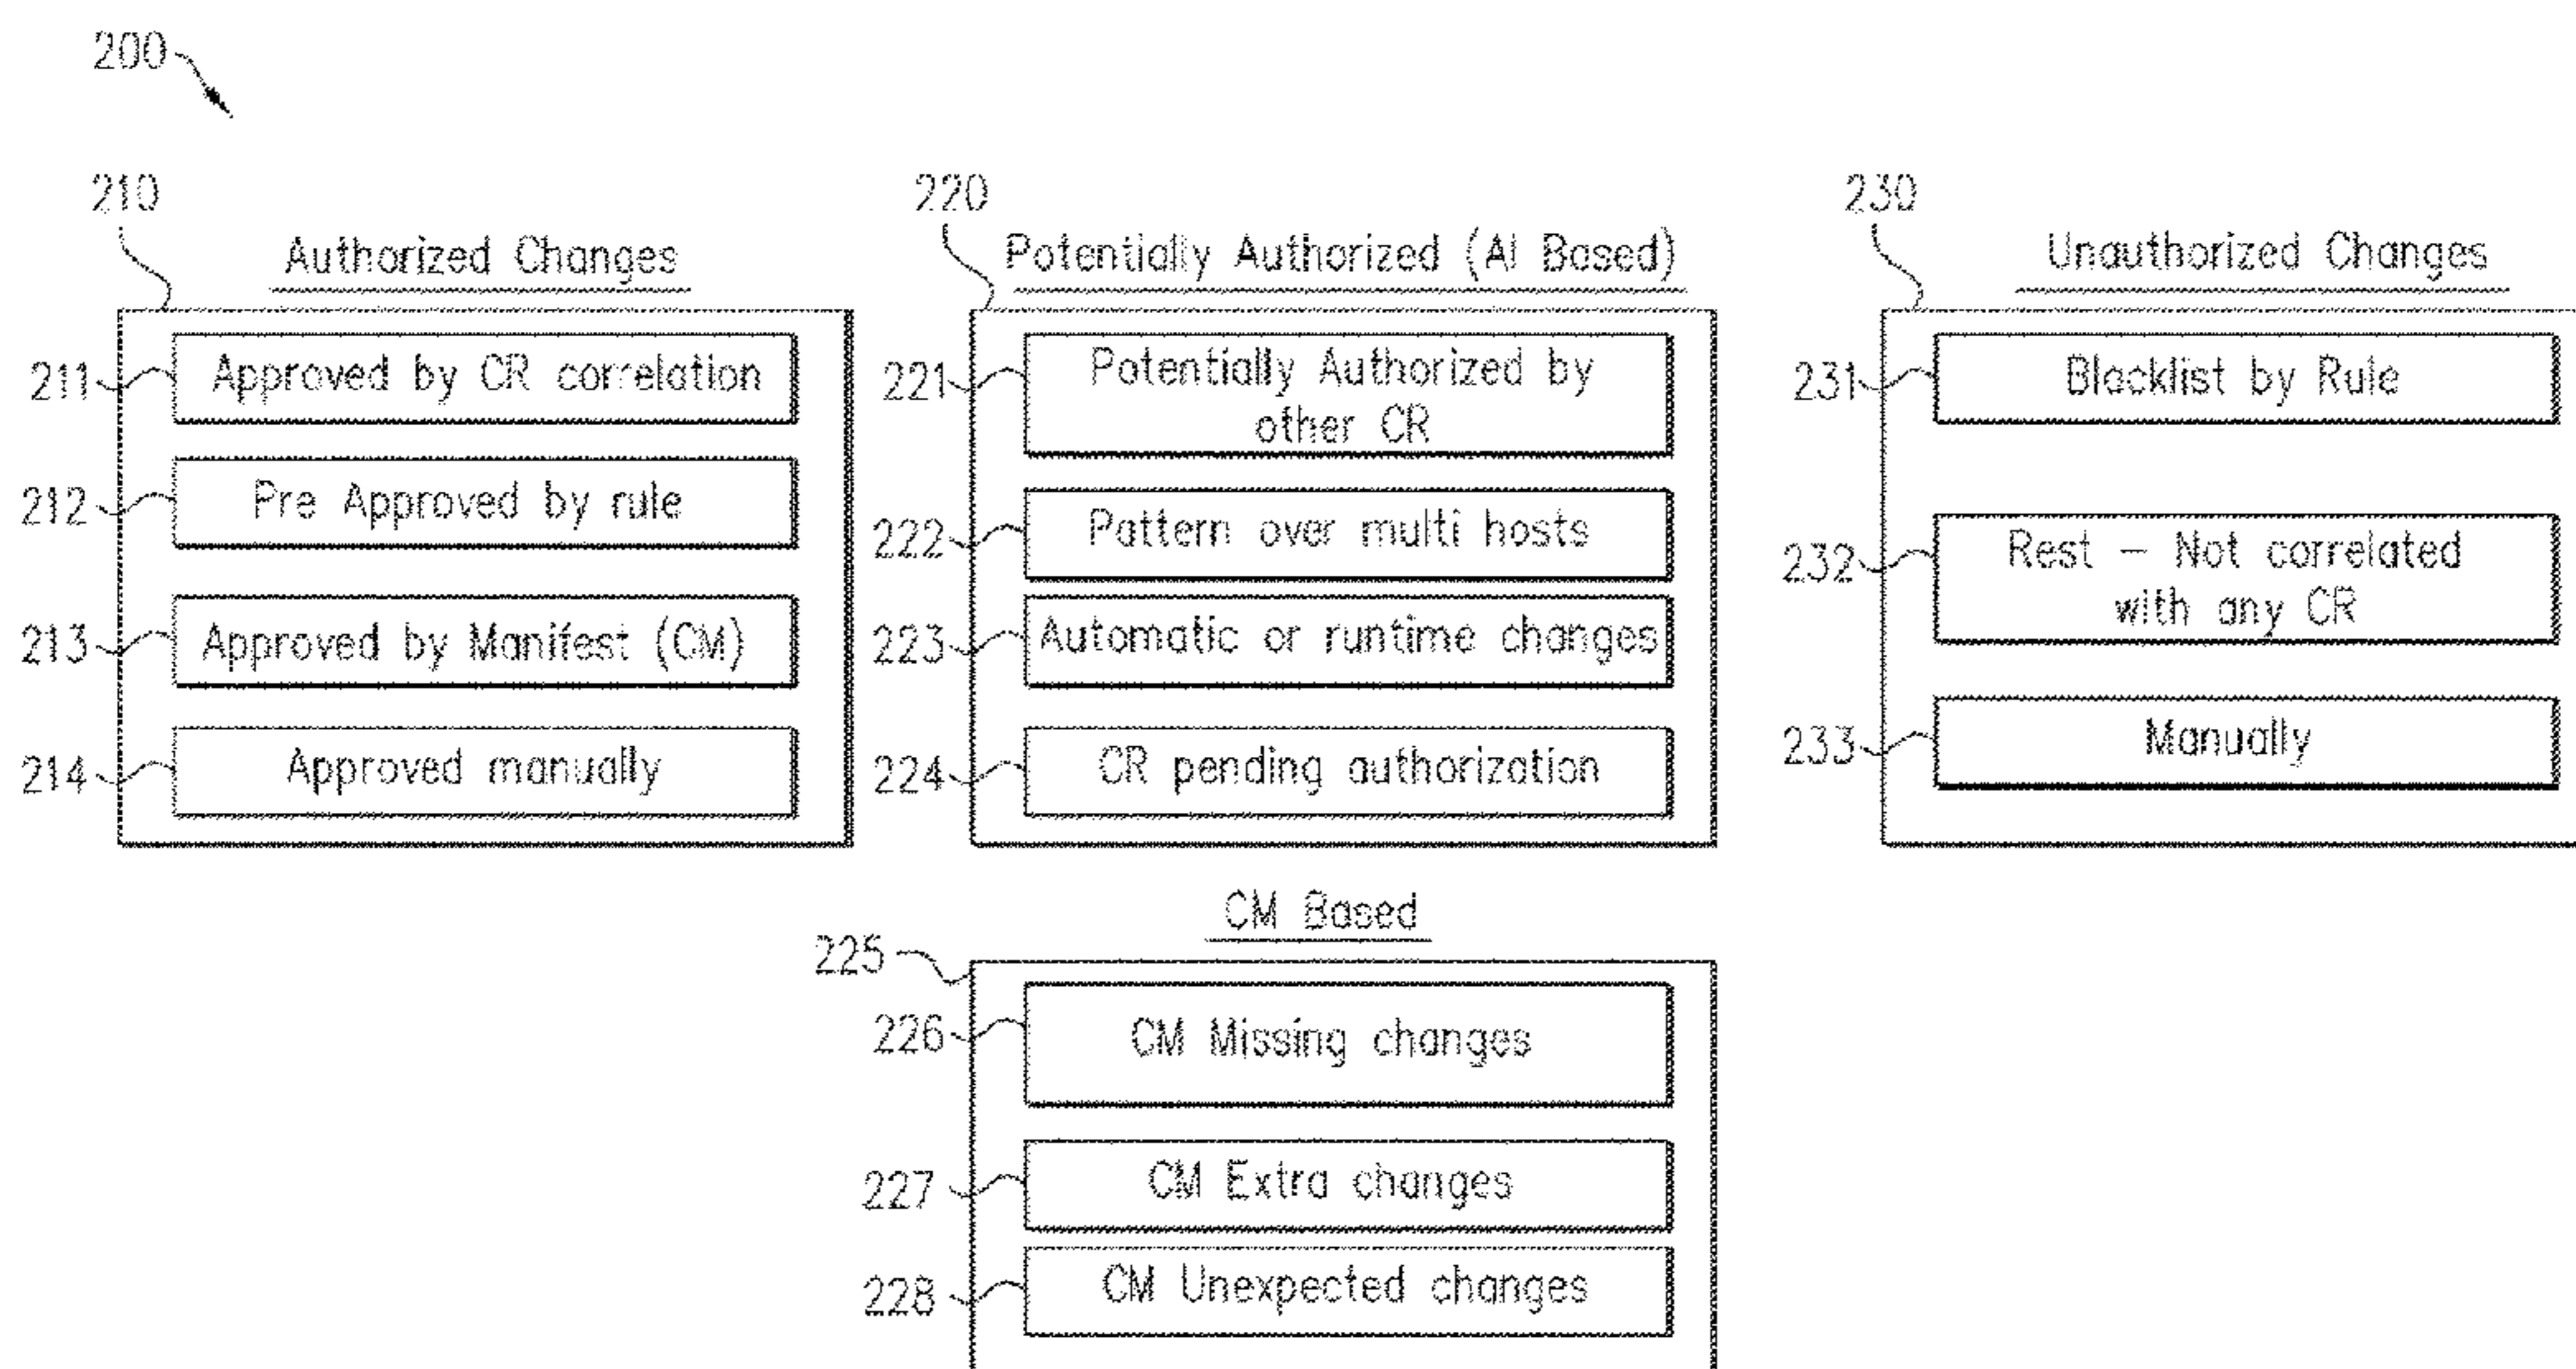 200
210
Authorized Changes
211
Approved by CR correlation
212
Pre Approved by rule
213
Approved by Manifest (CM)
214
Approved manually
220
Potentially Authorized (AI Based)
221
Potentially Authorized by
other CR
222
Pattern over multi hosts
223
Automatic or runtime changes
224
CR pending authorization
230
Unauthorized Changes
231
Blacklist by Rule
232
Rest – Not correlated
with any CR
233
Manually
CM Based
225
226
CM Missing changes
227
CM Extra changes
228
CM Unexpected changes